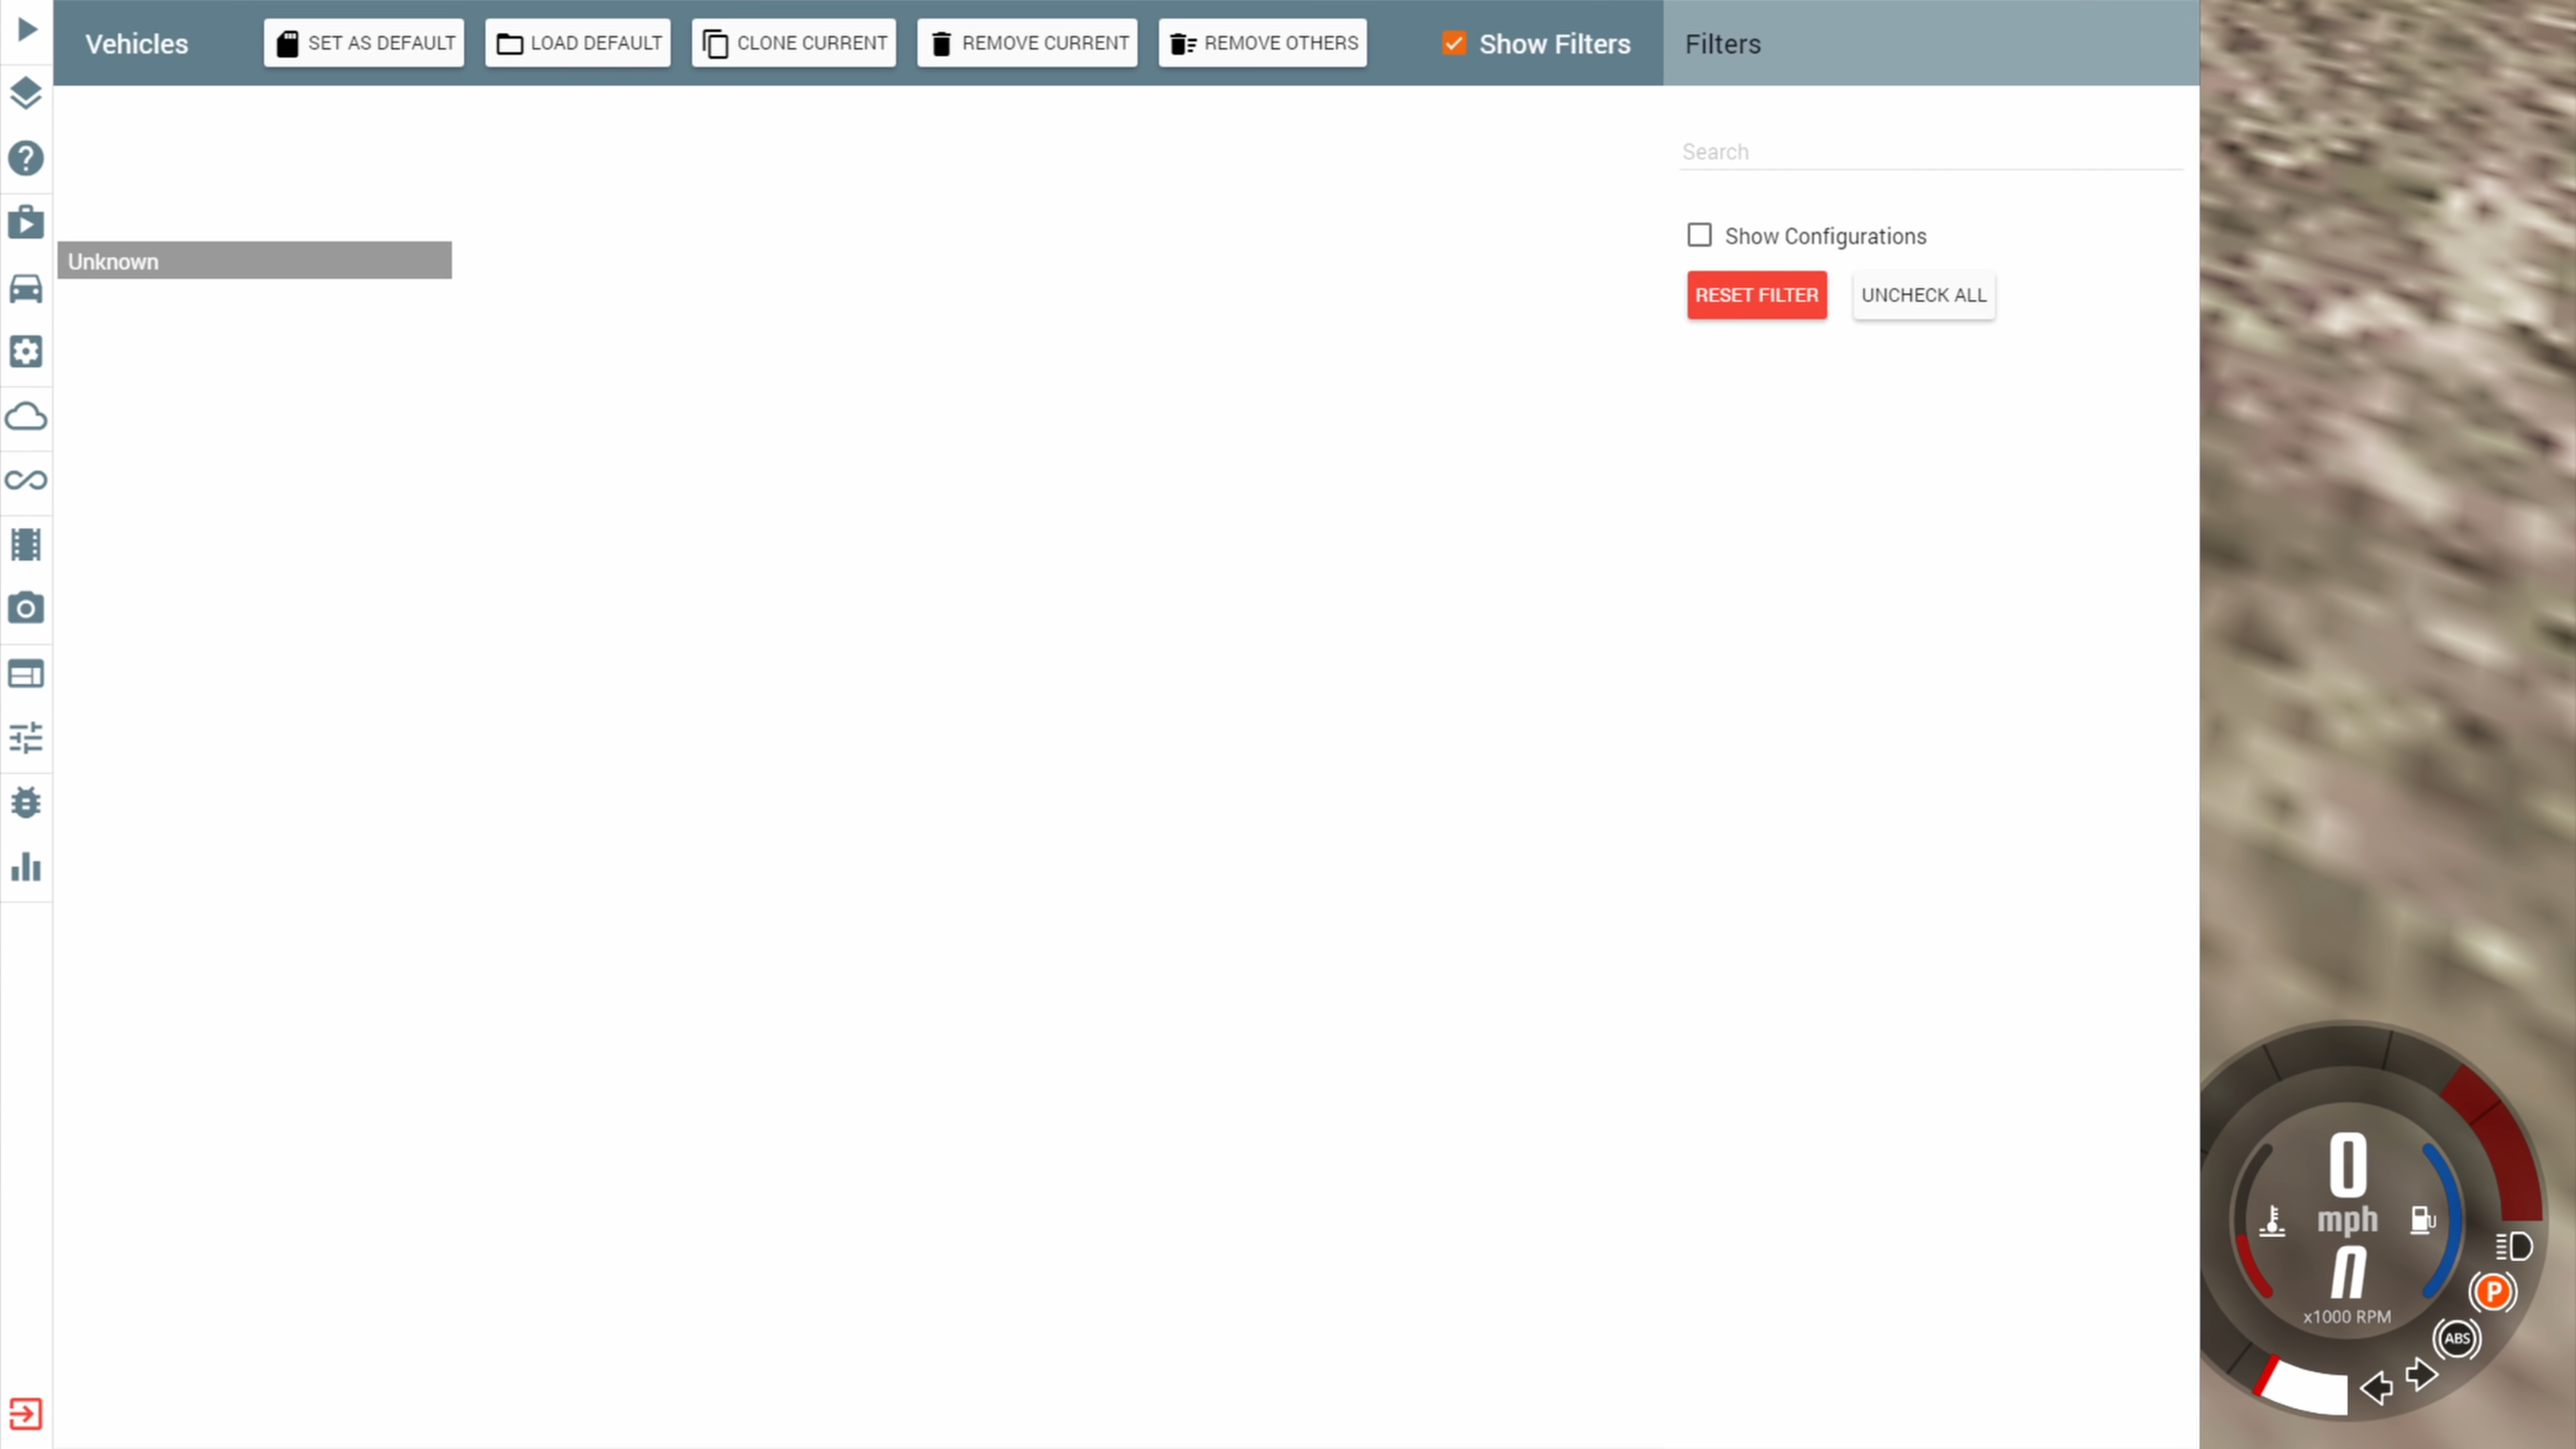 Vehicles
SET AS DEFAULT
LOAD DEFAULT
CLONE CURRENT
REMOVE CURRENT
REMOVE OTHERS
Show Filters
Filters
Search
Show Configurations
RESET FILTER
UNCHECK ALL
Unknown
0
mph
n
x1000 RPM
P
ABS